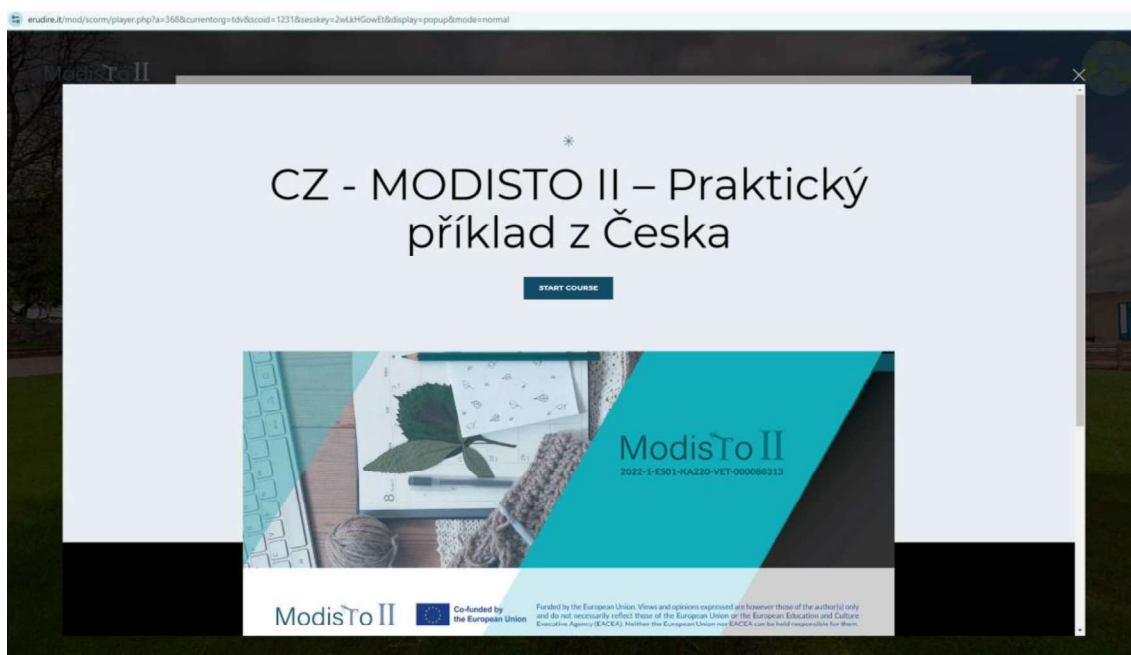 erudire.it/mod/scorm/player.php?a=368&currentorg=tdv&scoid=1231&sesskey=2wLkHGowEt&display=popup&mode=normal
ModisTo II
CZ - MODISTO II – Praktický
příklad z Česka
START COURSE
ModisTo II
2022-1-ES01-KA220-VET-000086313
ModisTo II
Co-funded by
the European Union
Funded by the European Union. Views and opinions expressed are however those of the author(s) only
and do not necessarily reflect those of the European Union or the European Education and Culture
Executive Agency (EACEA). Neither the European Union nor EACEA can be held responsible for them.